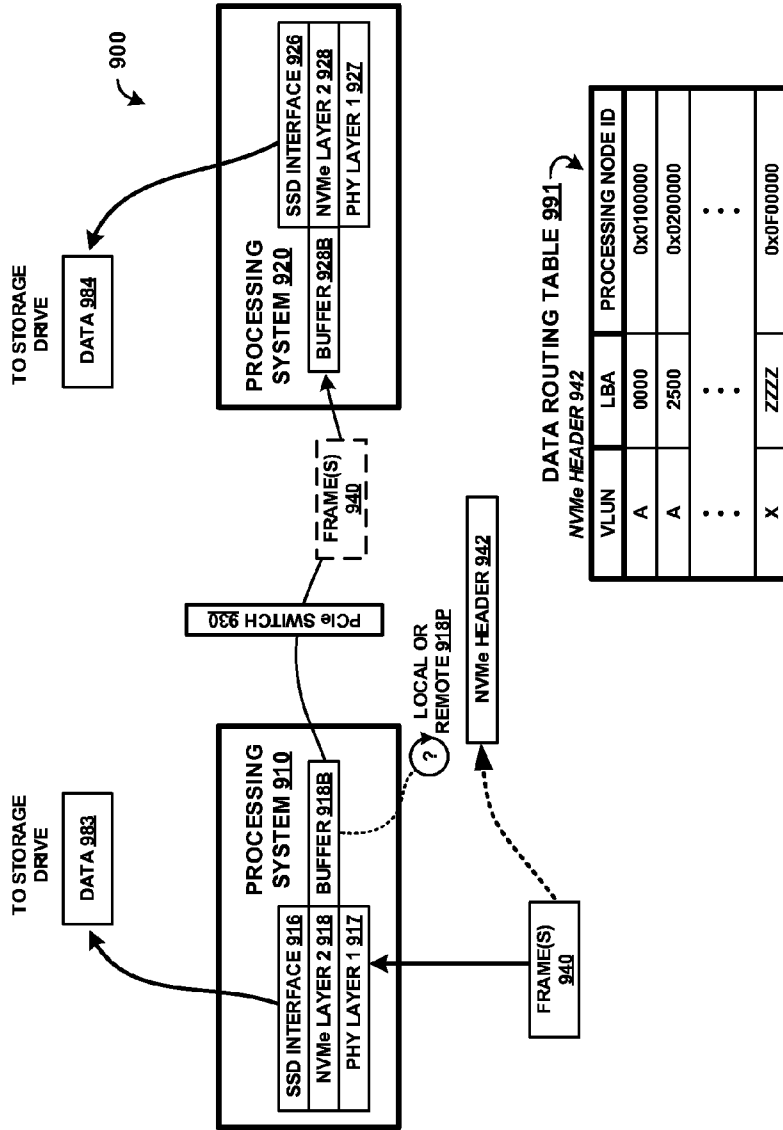 900
TO STORAGE
DRIVE
DATA 983
PROCESSING
SYSTEM 910
SSD INTERFACE 916
NVMe LAYER 2 918
BUFFER 918B
PHY LAYER 1 917
FRAME(S)
940
?
LOCAL OR
REMOTE 918P
NVMe HEADER 942
PCIe SWITCH 930
FRAME(S)
940
TO STORAGE
DRIVE
DATA 984
PROCESSING
SYSTEM 920
SSD INTERFACE 926
BUFFER 928B
NVMe LAYER 2 928
PHY LAYER 1 927
DATA ROUTING TABLE 991
NVMe HEADER 942
VLUN LBA PROCESSING NODE ID
A 0000 0x0100000
A 2500 0x0200000
• • • • • • • • •
X ZZZZ 0x0F00000